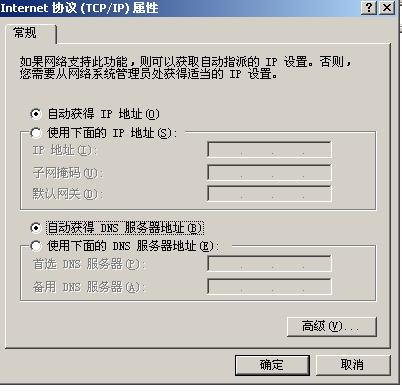 Internet 协议 (TCP/IP) 属性
常规
如果网络支持此功能，则可以获取自动指派的 IP 设置。否则，
您需要从网络系统管理员处获得适当的 IP 设置。
自动获得 IP 地址(O)
使用下面的 IP 地址(S):
IP 地址(I):
子网掩码(U):
默认网关(D):
自动获得 DNS 服务器地址(B)
使用下面的 DNS 服务器地址(E):
首选 DNS 服务器(P):
备用 DNS 服务器(A):
高级(V)...
确定
取消